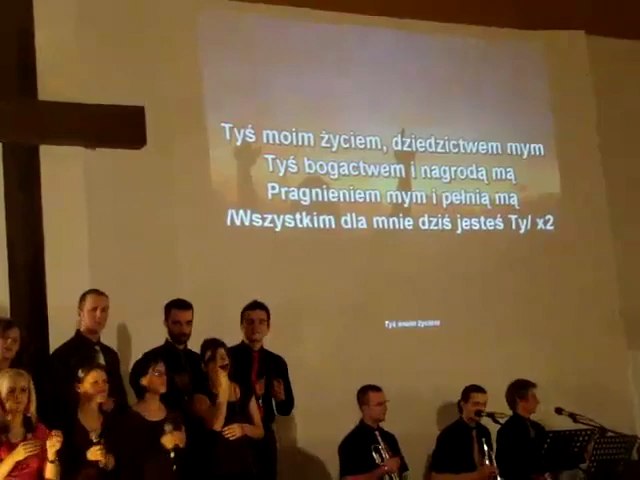 Tyś moim życiem, dziedzictwem mym
Tyś bogactwem i nagrodą mą
Pragnieniem mym i pełnią mą
/Wszystkim dla mnie dziś jesteś Ty/ x2
Tyś moim życiem